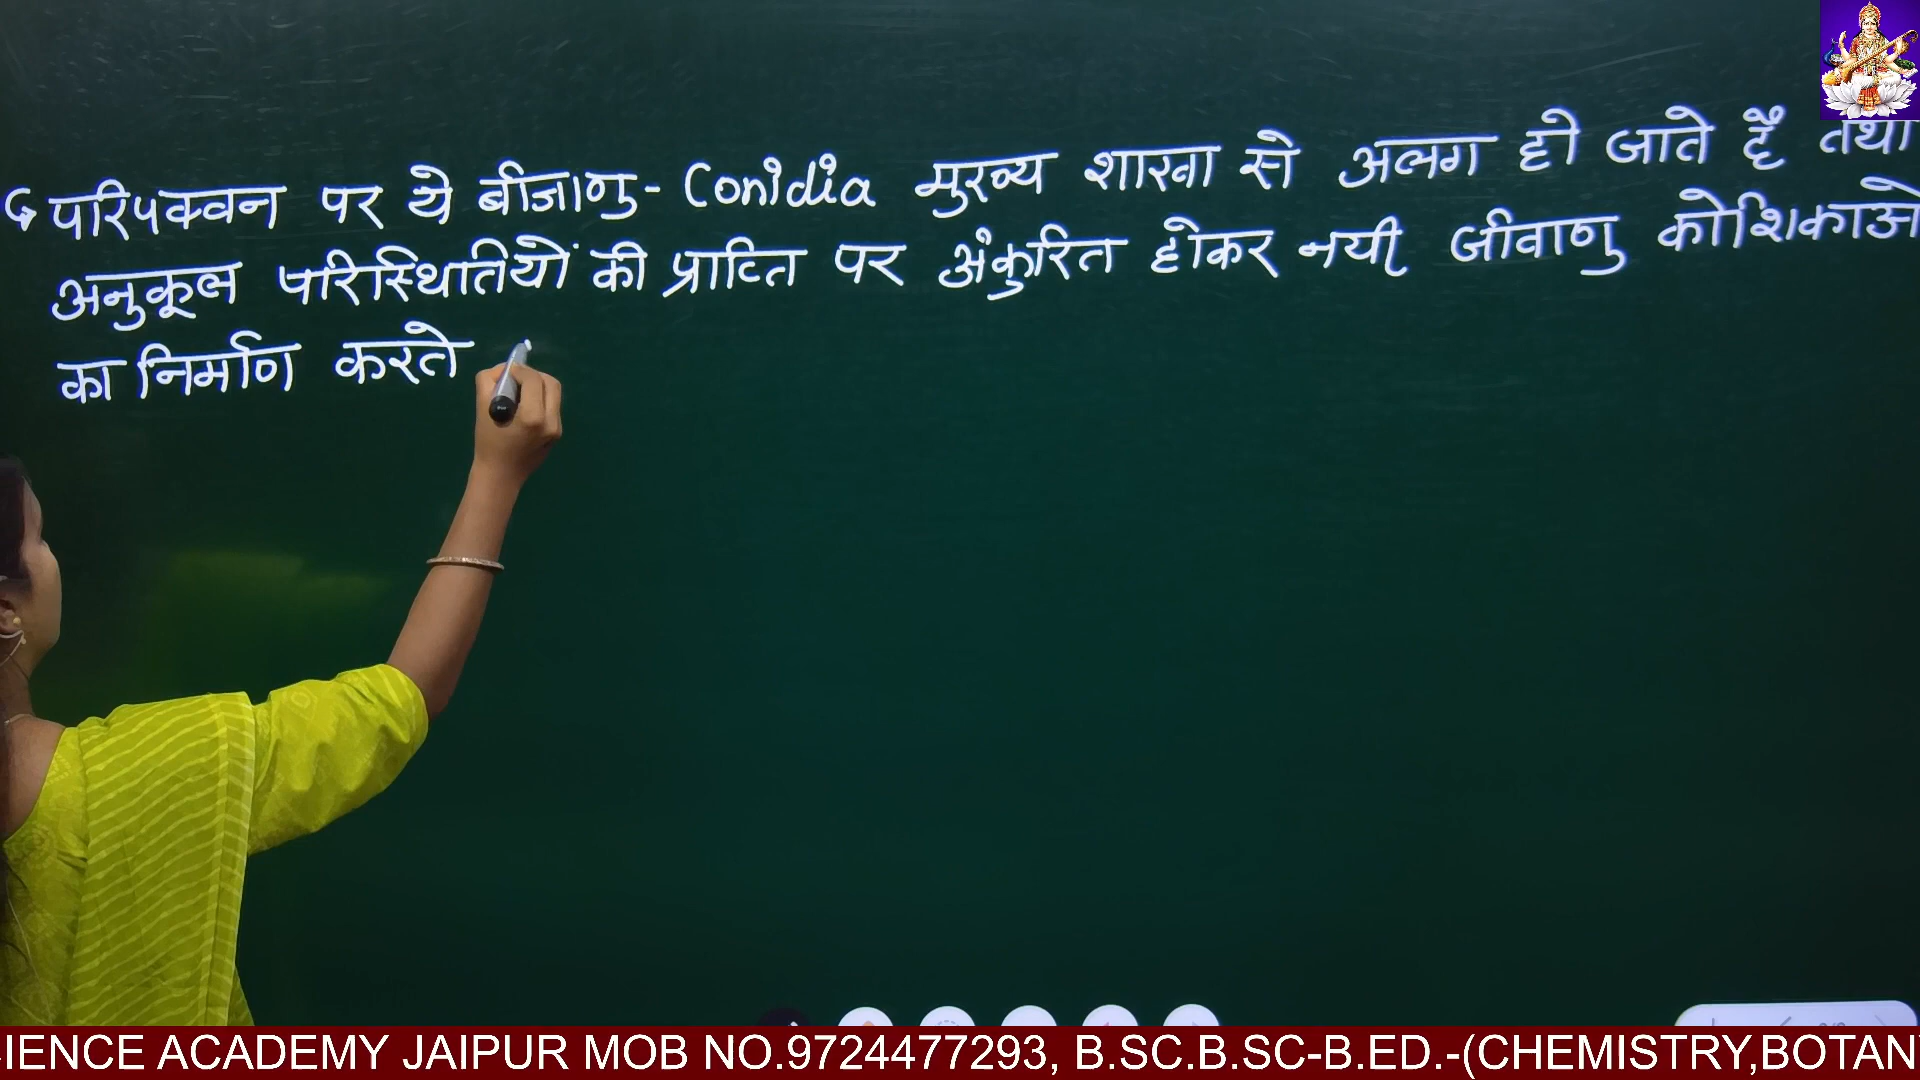 ↳ परिपक्वन पर ये बीजाणु - Conidia मुख्य शाखा से अलग हो जाते है तथा
अनुकूल परिस्थितियों की प्राप्ति पर अंकुरित होकर नयी जीवाणु कोशिकाओ
का निर्माण करते
CIENCE ACADEMY JAIPUR MOB NO.9724477293, B.SC.B.SC-B.ED.-(CHEMISTRY,BOTAN